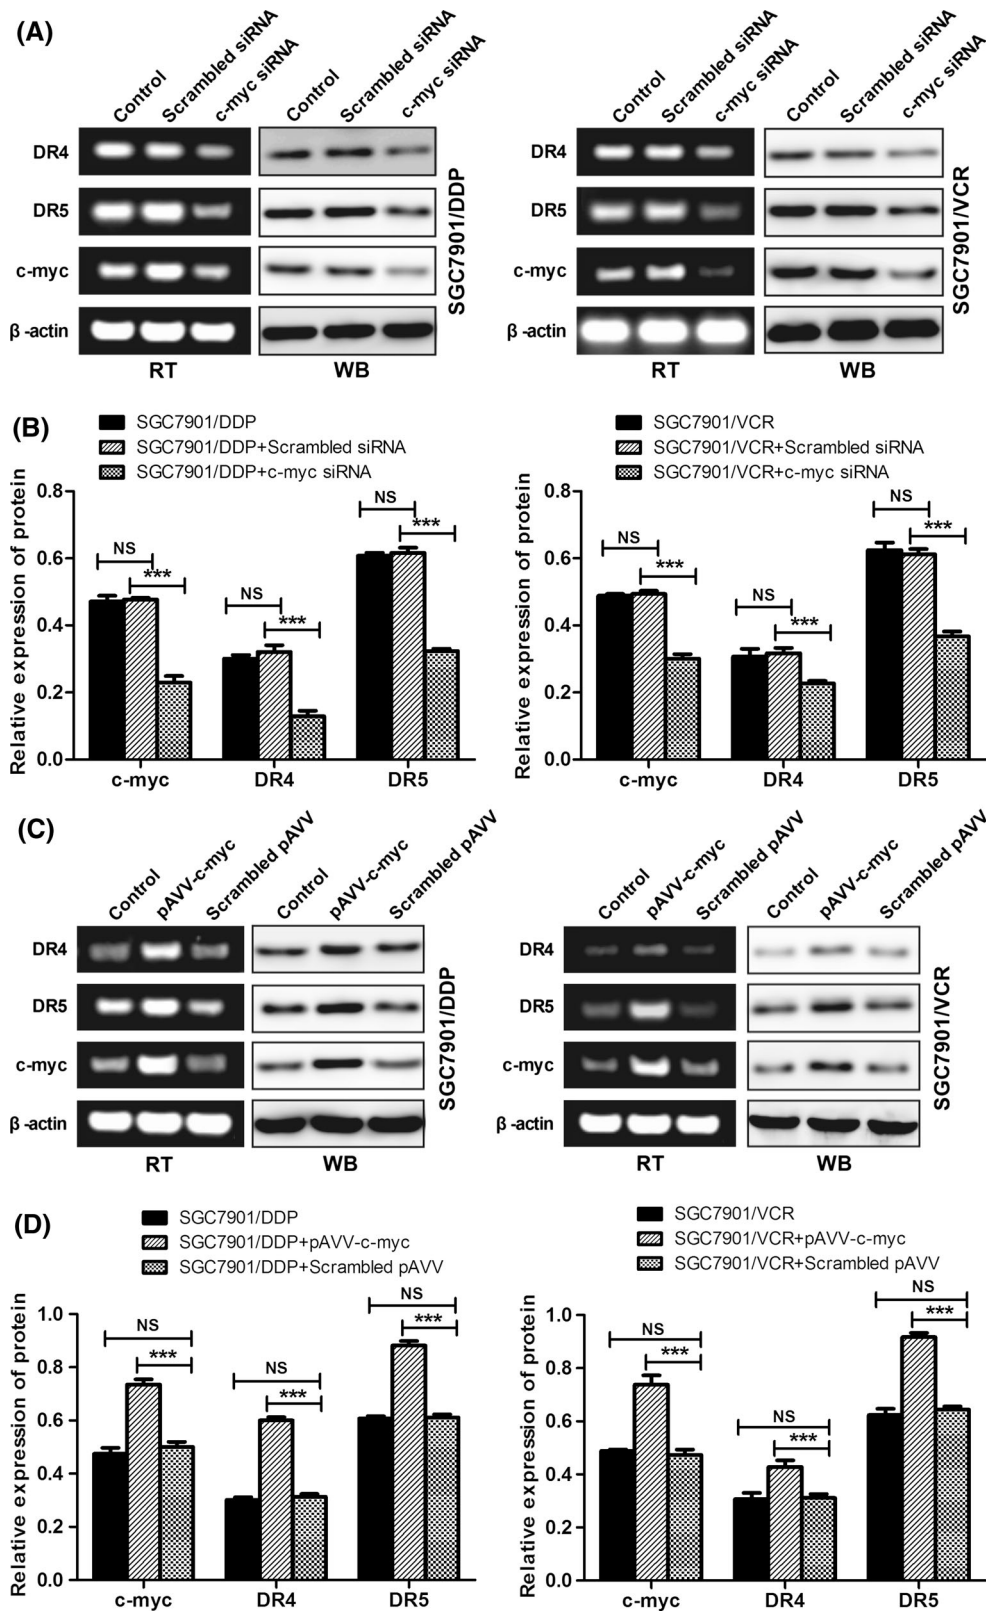 (A)
Control Scrambled siRNA c-myc siRNA Control Scrambled siRNA c-myc siRNA
DR4
DR5
c-myc
β -actin
RT WB
SGC7901/DDP
Control Scrambled siRNA c-myc siRNA Control Scrambled siRNA c-myc siRNA
DR4
DR5
c-myc
β -actin
RT WB
SGC7901/VCR
(B)
SGC7901/DDP
SGC7901/DDP+Scrambled siRNA
SGC7901/DDP+c-myc siRNA
Relative expression of protein
0.8
0.6
0.4
0.2
0.0
NS
***
NS
***
NS
***
c-myc DR4 DR5
SGC7901/VCR
SGC7901/VCR+Scrambled siRNA
SGC7901/VCR+c-myc siRNA
Relative expression of protein
0.8
0.6
0.4
0.2
0.0
NS
***
NS
***
NS
***
c-myc DR4 DR5
(C)
Control pAVV-c-myc Scrambled pAVV Control pAVV-c-myc Scrambled pAVV
DR4
DR5
c-myc
β -actin
RT WB
SGC7901/DDP
Control pAVV-c-myc Scrambled pAVV Control pAVV-c-myc Scrambled pAVV
DR4
DR5
c-myc
β -actin
RT WB
SGC7901/VCR
(D)
SGC7901/DDP
SGC7901/DDP+pAVV-c-myc
SGC7901/DDP+Scrambled pAVV
Relative expression of protein
1.0
0.8
0.6
0.4
0.2
0.0
NS
***
NS
***
NS
***
c-myc DR4 DR5
SGC7901/VCR
SGC7901/VCR+pAVV-c-myc
SGC7901/VCR+Scrambled pAVV
Relative expression of protein
1.0
0.8
0.6
0.4
0.2
0.0
NS
***
NS
***
NS
***
c-myc DR4 DR5